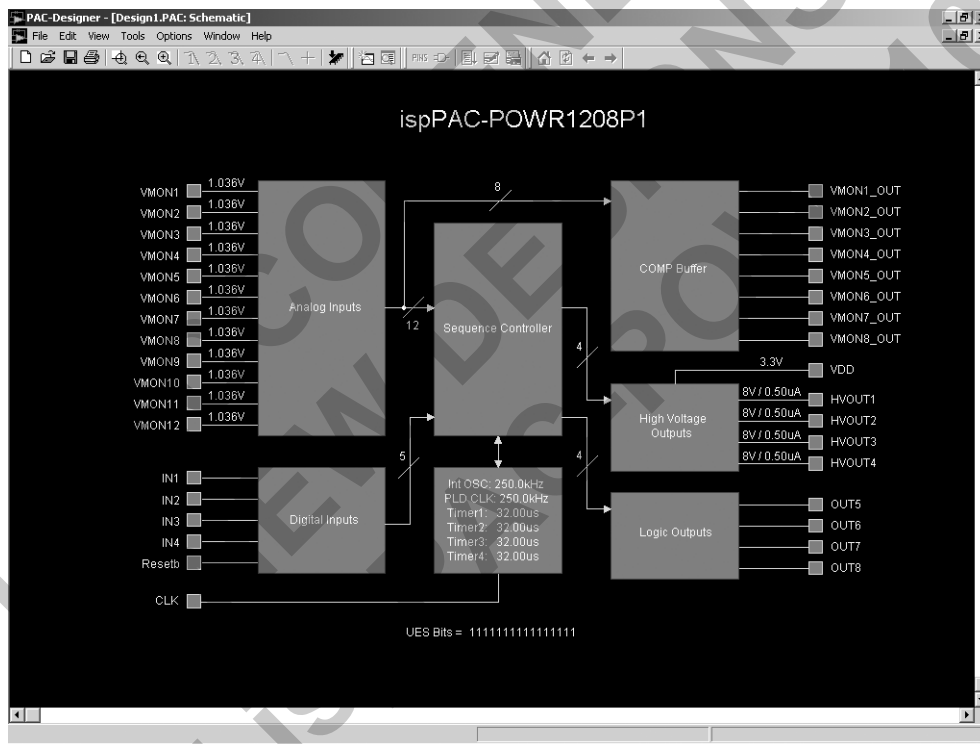 PAC-Designer - [Design1.PAC: Schematic]
File Edit View Tools Options Window Help
PINS
ispPAC-POWR1208P1
VMON1 1.036V
VMON2 1.036V
VMON3 1.036V
VMON4 1.036V
VMON5 1.036V
VMON6 1.036V
VMON7 1.036V
VMON8 1.036V
VMON9 1.036V
VMON10 1.036V
VMON11 1.036V
VMON12 1.036V
Analog Inputs
12
8
Sequence Controller
COMP Buffer
VMON1_OUT
VMON2_OUT
VMON3_OUT
VMON4_OUT
VMON5_OUT
VMON6_OUT
VMON7_OUT
VMON8_OUT
3.3V VDD
4
High Voltage
Outputs
8V / 0.50uA HVOUT1
8V / 0.50uA HVOUT2
8V / 0.50uA HVOUT3
8V / 0.50uA HVOUT4
IN1
IN2
IN3
IN4
Resetb
Digital Inputs
5
Int OSC: 250.0kHz
PLD CLK: 250.0kHz
Timer1: 32.00us
Timer2: 32.00us
Timer3: 32.00us
Timer4: 32.00us
4
Logic Outputs
OUT5
OUT6
OUT7
OUT8
CLK
UES Bits = 1111111111111111